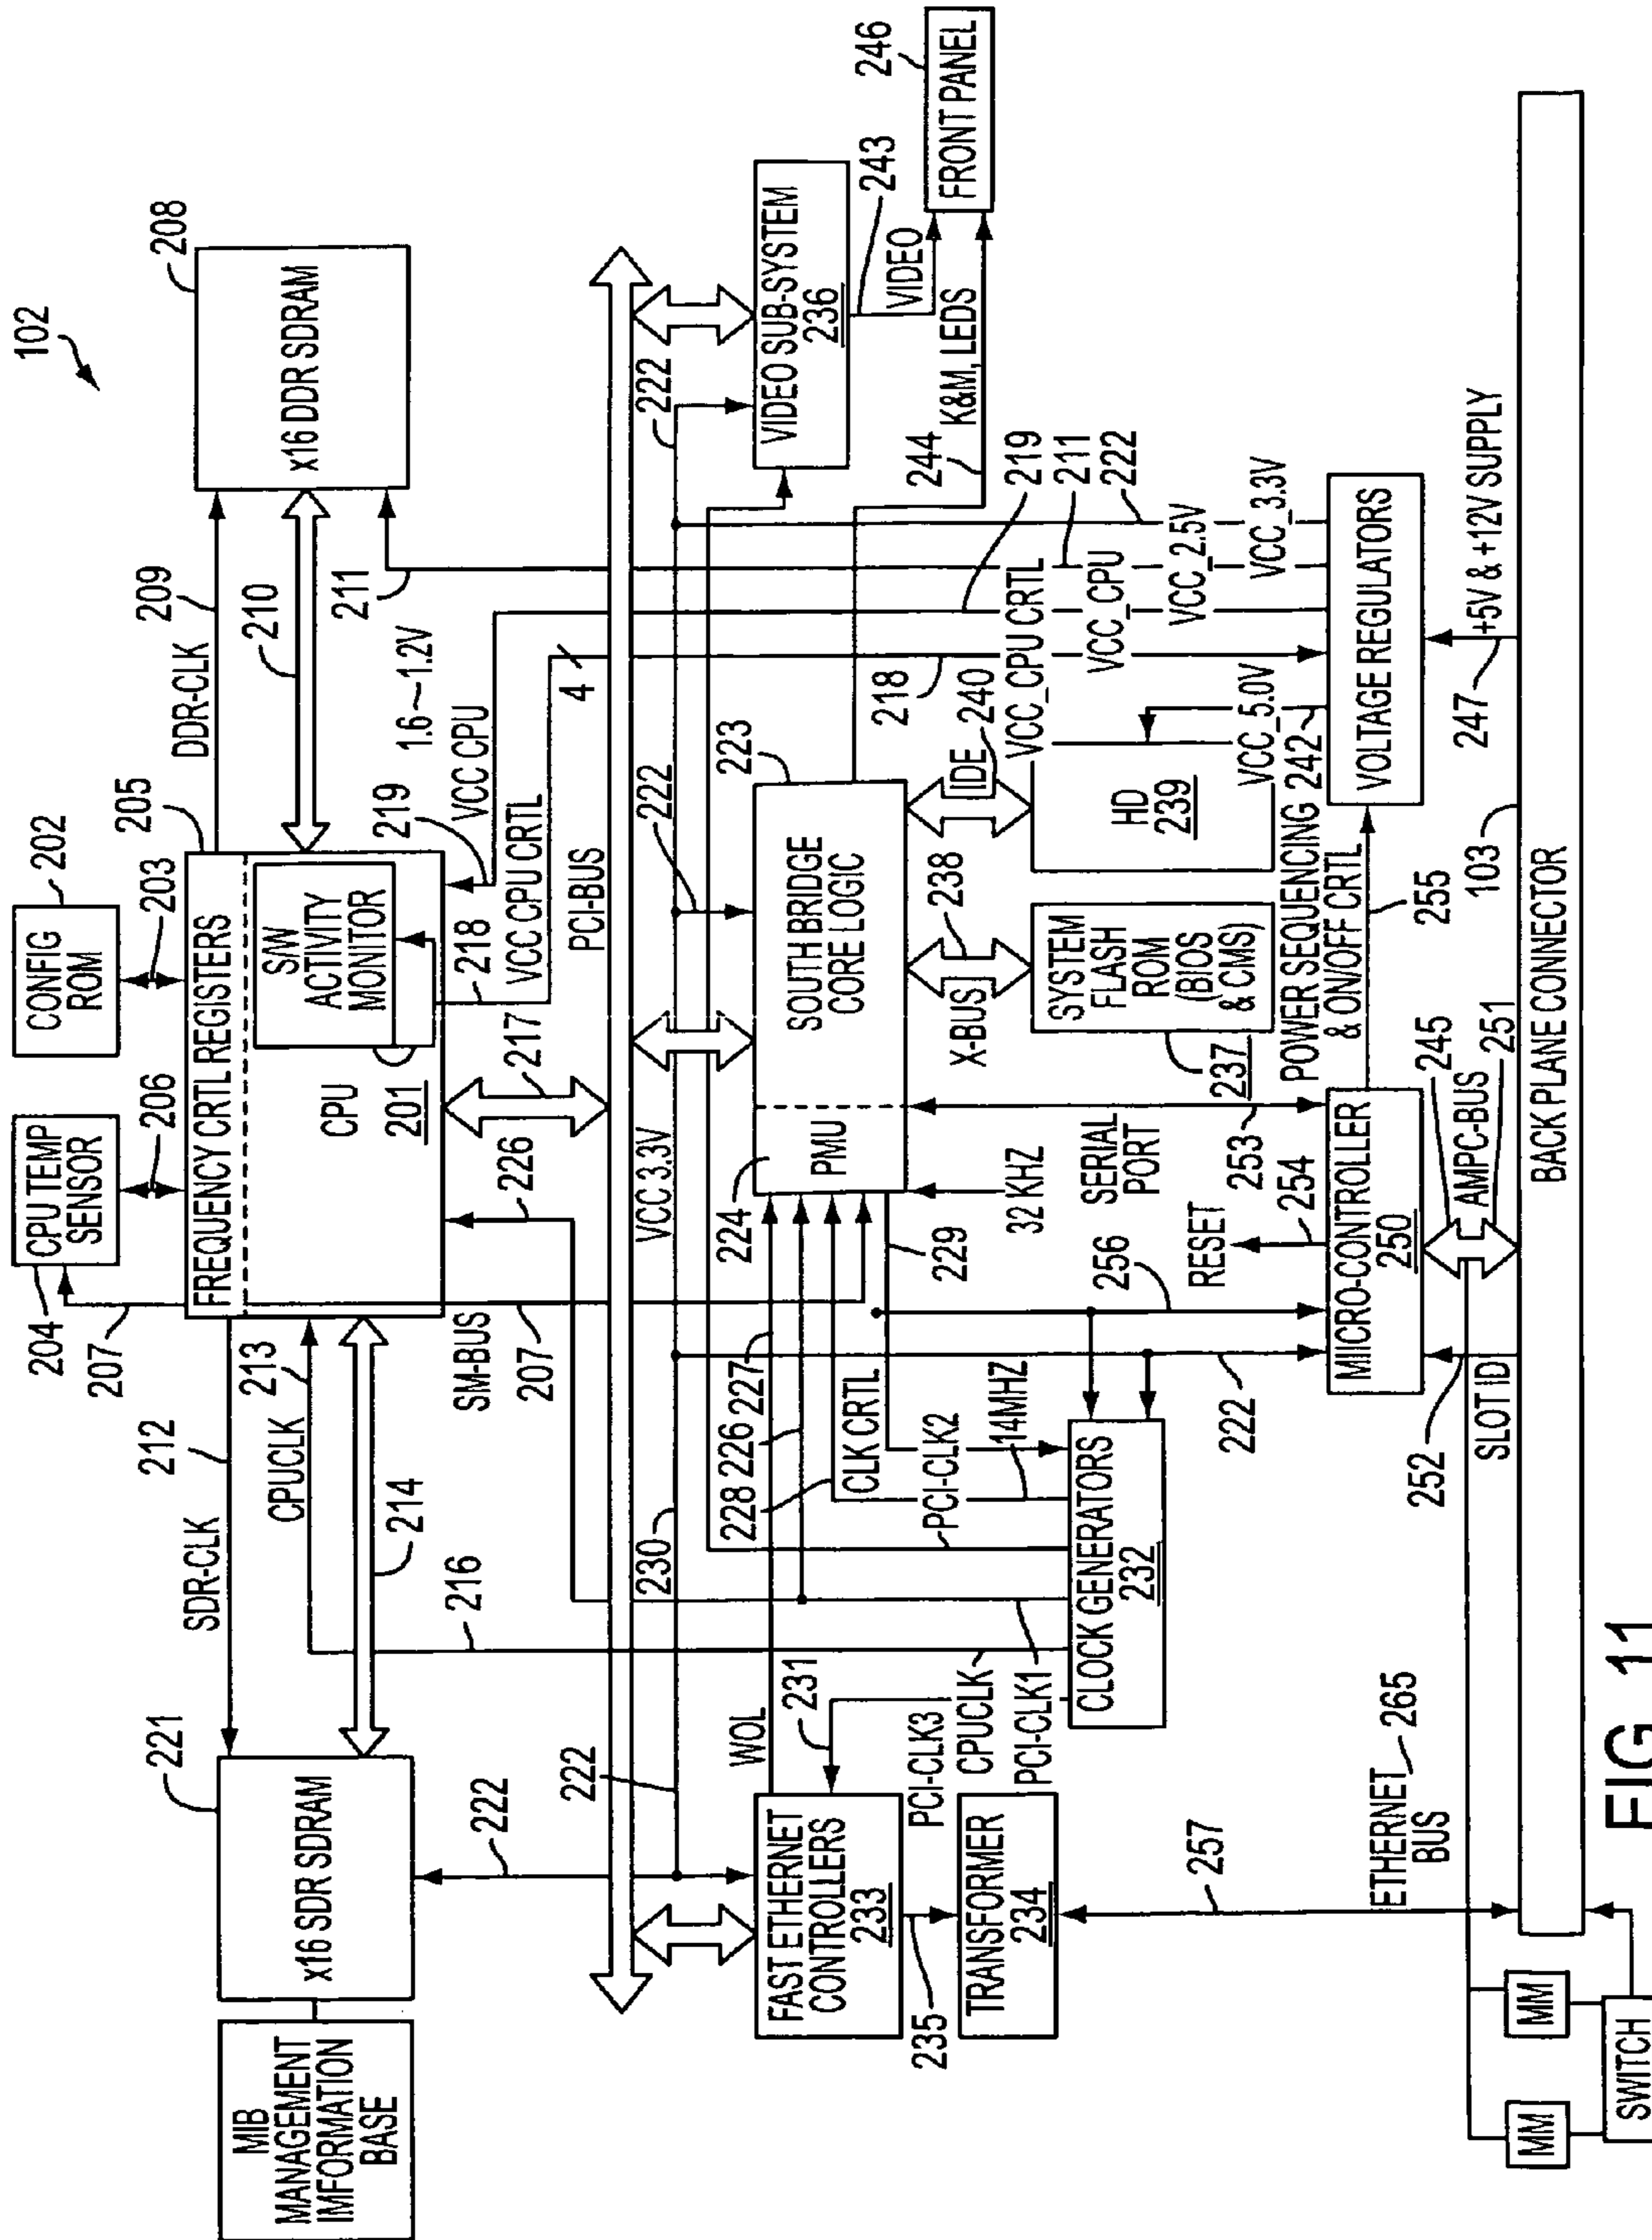 102
MIB
MANAGEMENT
IMFORMATION
BASE
x16 SDR SDRAM
221
SDR-CLK
212
CPUCLK
213
214
216
222
204
207
CPU TEMP
SENSOR
206
CONFIG
ROM
202
203
205
FREQUENCY CRTL REGISTERS
S/W
ACTIVITY
MONITOR
CPU
201
DDR-CLK
209
210
211
x16 DDR SDRAM
208
1.6~1.2V
VCC CPU
219
218
VCC CPU CRTL
4
217
226
SM-BUS
207
PCI-BUS
VCC 3.3V
222
230
222
222
WOL
227
226
228
CLK CRTL
PCI-CLK2
14MHZ
229
231
PCI-CLK3
CPUCLK
PCI-CLK1
FAST ETHERNET
CONTROLLERS
233
235
TRANSFORMER
234
257
ETHERNET
BUS
265
CLOCK GENERATORS
232
224
PMU
SOUTH BRIDGE
CORE LOGIC
223
32 KHZ
VIDEO SUB-SYSTEM
236
243
VIDEO
K&M, LEDS
244
246
FRONT PANEL
X-BUS
238
IDE
240
SYSTEM
FLASH
ROM
(BIOS
& CMS)
237
HD
239
218
219
211
222
VCC_CPU CRTL
VCC_CPU
VCC_2.5V
VCC_3.3V
VCC_5.0V
242
SERIAL
PORT
253
256
RESET
254
222
MIICRO-CONTROLLER
250
POWER SEQUENCING
& ON/OFF CRTL
255
VOLTAGE REGULATORS
+5V & +12V SUPPLY
247
252
SLOT ID
245
AMPC-BUS
251
103
BACK PLANE CONNECTOR
MM
MM
SWITCH
FIG. 11